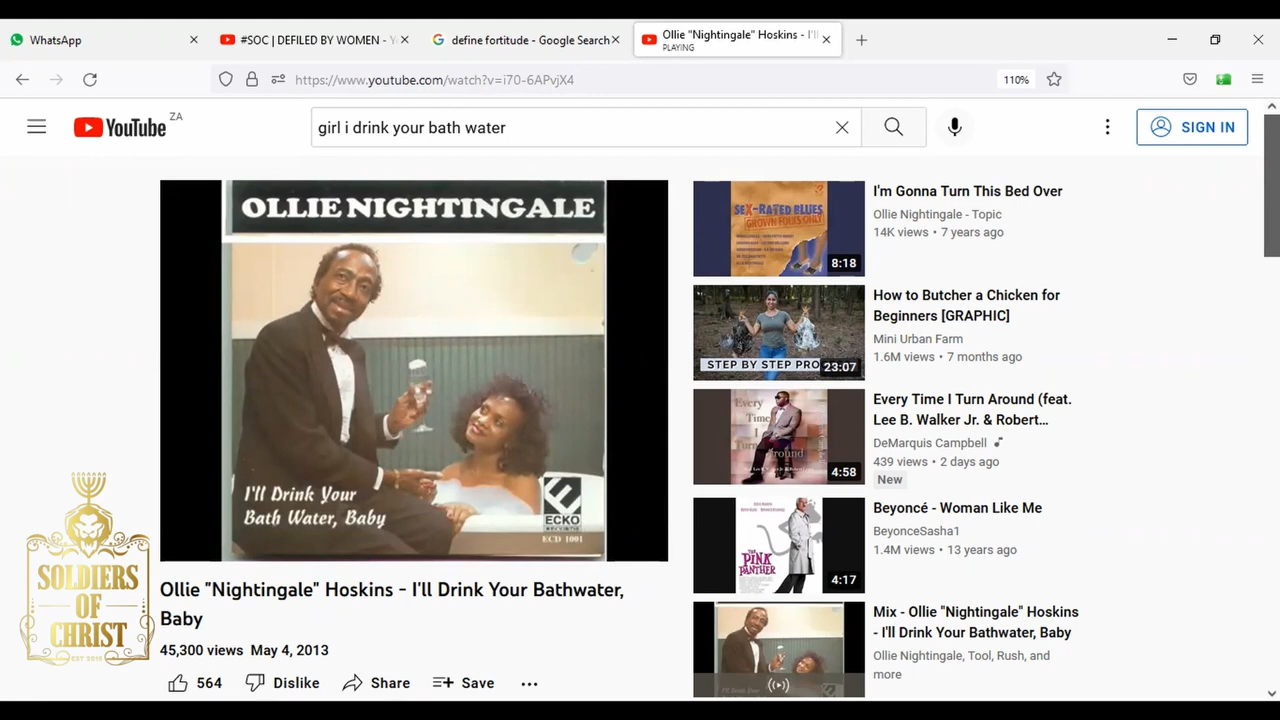 WhatsApp
#SOC | DEFILED BY WOMEN - Y
define fortitude - Google Search
Ollie "Nightingale" Hoskins - I'll
PLAYING
https://www.youtube.com/watch?v=i70-6APvjX4
110%
YouTube ZA
girl i drink your bath water
SIGN IN
OLLIE NIGHTINGALE
I'll Drink Your
Bath Water, Baby
ECKO
RECORDS
ECD 1001
SOLDIERS
OF
CHRIST
Ollie "Nightingale" Hoskins - I'll Drink Your Bathwater,
Baby
45,300 views May 4, 2013
564 Dislike Share Save
SEX-RATED BLUES
GROWN FOLKS ONLY
8:18
I'm Gonna Turn This Bed Over
Ollie Nightingale - Topic
14K views • 7 years ago
STEP BY STEP PRO
23:07
How to Butcher a Chicken for
Beginners [GRAPHIC]
Mini Urban Farm
1.6M views • 7 months ago
Every
Time
I
Turn
Around
4:58
Every Time I Turn Around (feat.
Lee B. Walker Jr. & Robert...
DeMarquis Campbell
439 views • 2 days ago
New
THE
PINK
PANTHER
4:17
Beyoncé - Woman Like Me
BeyonceSasha1
1.4M views • 13 years ago
Mix - Ollie "Nightingale" Hoskins
- I'll Drink Your Bathwater, Baby
Ollie Nightingale, Tool, Rush, and
more